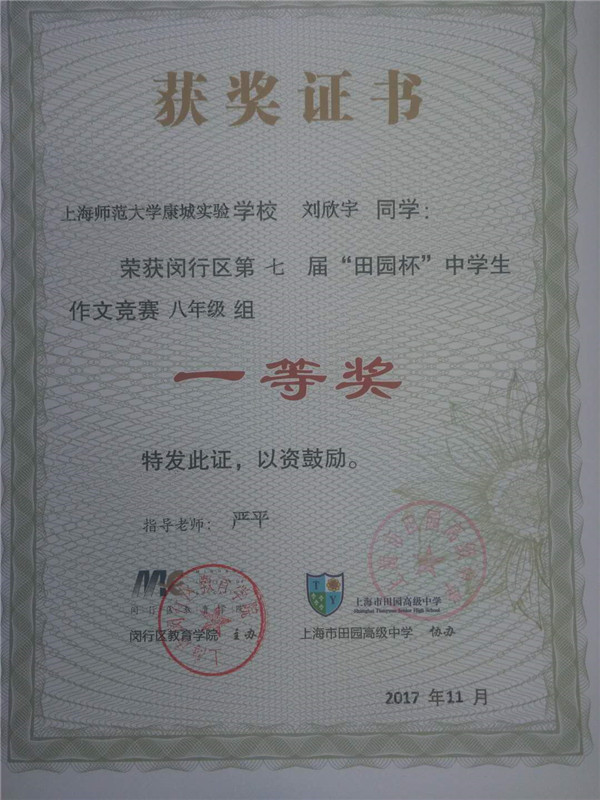 获奖证书
上海师范大学康城实验 学校 刘欣宇 同学：
荣获闵行区第 七 届“田园杯”中学生
作文竞赛 八年级 组
一等奖
特发此证，以资鼓励。
指导老师： 严平
闵行区教育学院 主办
T Y
上海市田园高级中学
Shanghai Tianyuan Senior High School
上海市田园高级中学 协办
2017 年11 月